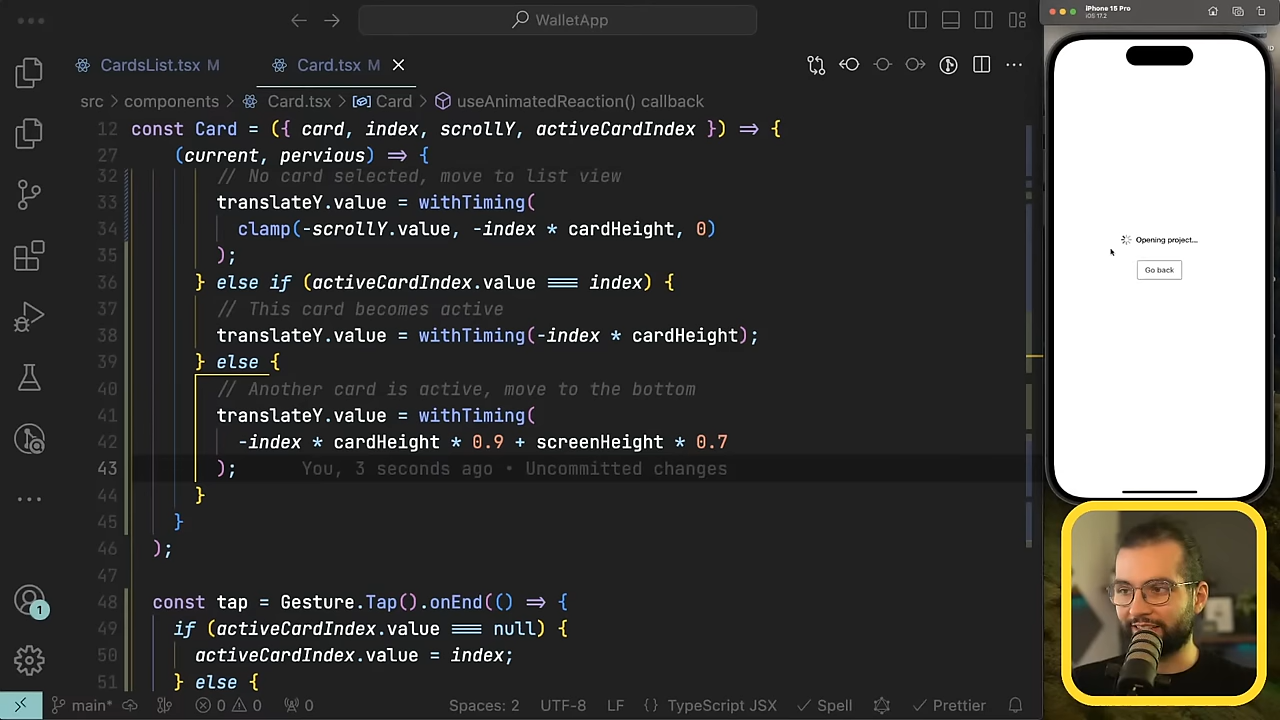 WalletApp
CardsList.tsx M
Card.tsx M
src > components > Card.tsx > Card > useAnimatedReaction() callback
12 const Card = ({ card, index, scrollY, activeCardIndex }) => {
27 (current, pervious) => {
32 // No card selected, move to list view
33 translateY.value = withTiming(
34 clamp(-scrollY.value, -index * cardHeight, 0)
35 );
36 } else if (activeCardIndex.value === index) {
37 // This card becomes active
38 translateY.value = withTiming(-index * cardHeight);
39 } else {
40 // Another card is active, move to the bottom
41 translateY.value = withTiming(
42 -index * cardHeight * 0.9 + screenHeight * 0.7
43 ); You, 3 seconds ago • Uncommitted changes
44 }
45 }
46 );
47
48 const tap = Gesture.Tap().onEnd(() => {
49 if (activeCardIndex.value === null) {
50 activeCardIndex.value = index;
51 } else {
1
main*
0 0
0
Spaces: 2
UTF-8
LF
{ } TypeScript JSX
Spell
Prettier
iPhone 15 Pro
iOS 17.2
Opening project...
Go back